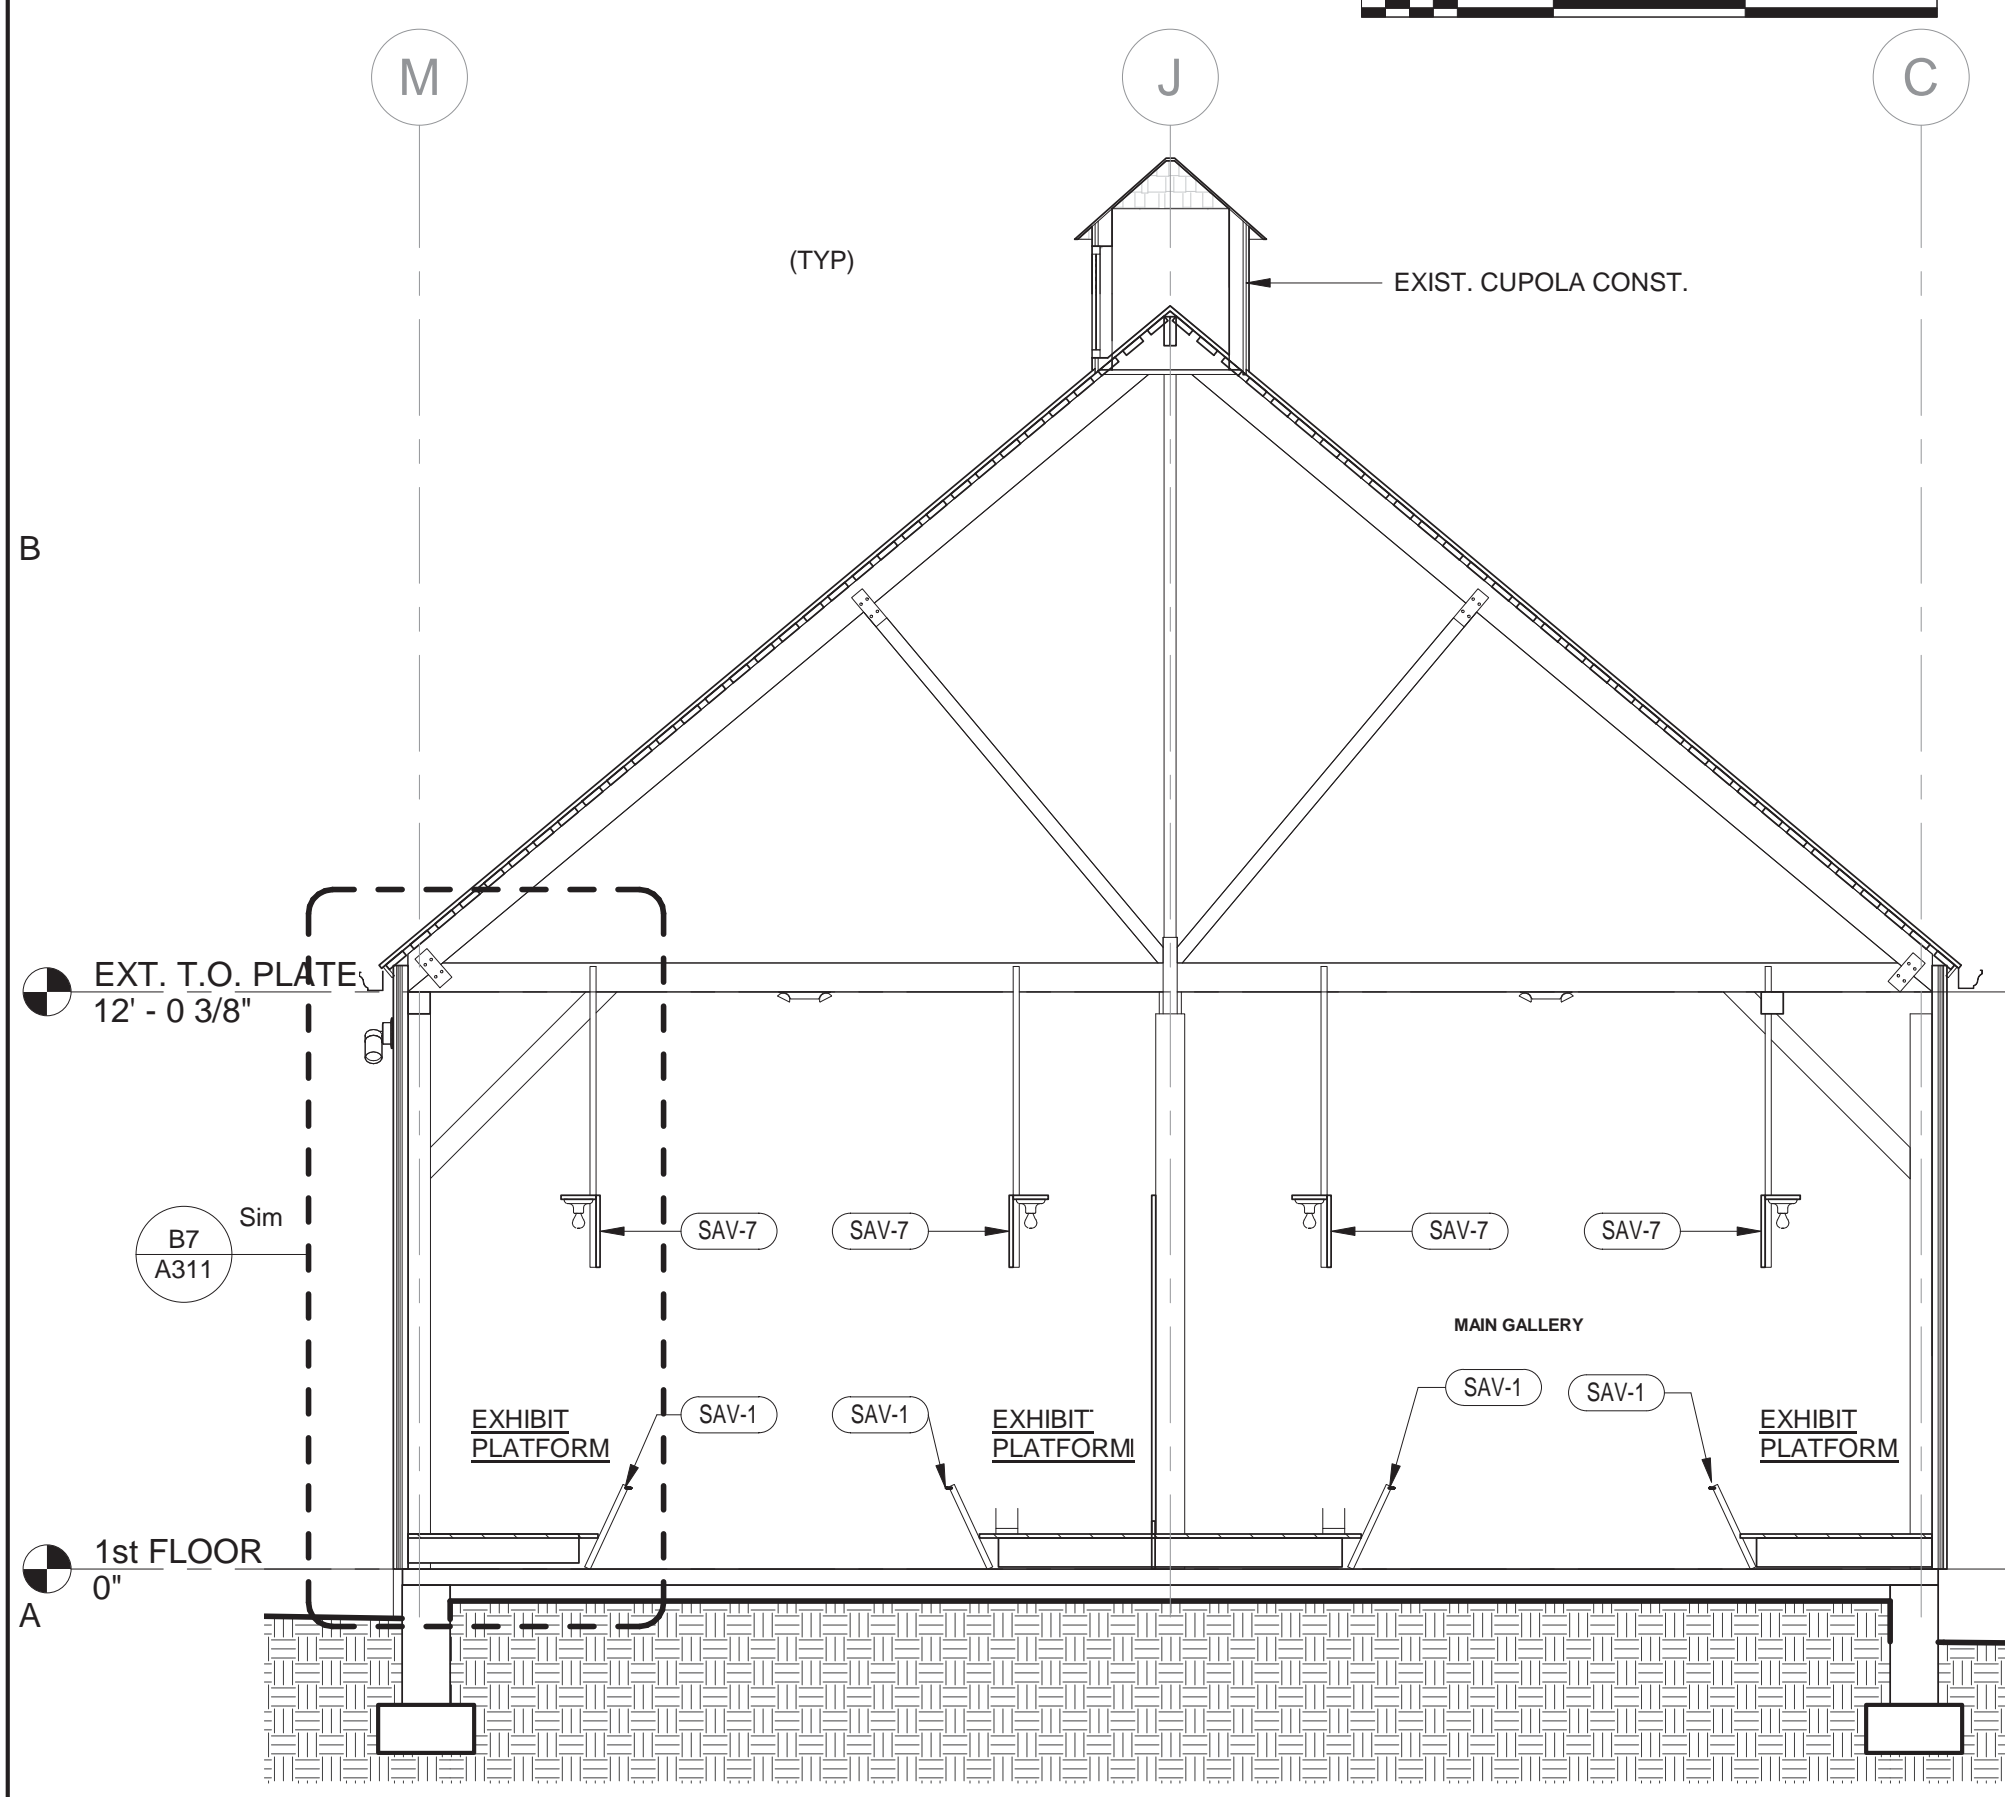 M
J
C
(TYP)
EXIST. CUPOLA CONST.
B
EXT. T.O. PLATE
12' - 0 3/8"
Sim
B7
A311
SAV-7
SAV-7
SAV-7
SAV-7
MAIN GALLERY
SAV-1
SAV-1
SAV-1
SAV-1
EXHIBIT
PLATFORM
EXHIBIT
PLATFORM
EXHIBIT
PLATFORM
1st FLOOR
0"
A